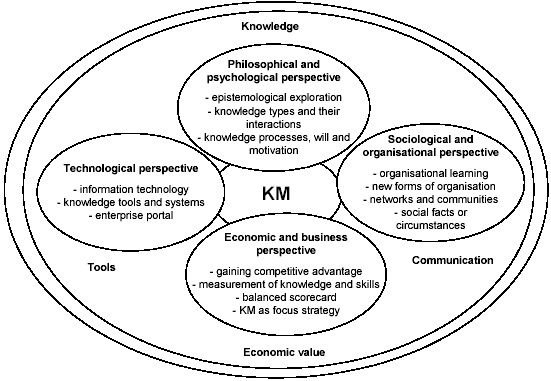 Knowledge
Philosophical and
psychological perspective
- epistemological exploration
- knowledge types and their
interactions
- knowledge processes, will and
motivation
Technological perspective
- information technology
- knowledge tools and systems
- enterprise portal
KM
Sociological and
organisational perspective
- organisational learning
- new forms of organisation
- networks and communities
- social facts or
circumstances
Economic and business
perspective
- gaining competitive advantage
- measurement of knowledge and skills
- balanced scorecard
- KM as focus strategy
Tools
Communication
Economic value